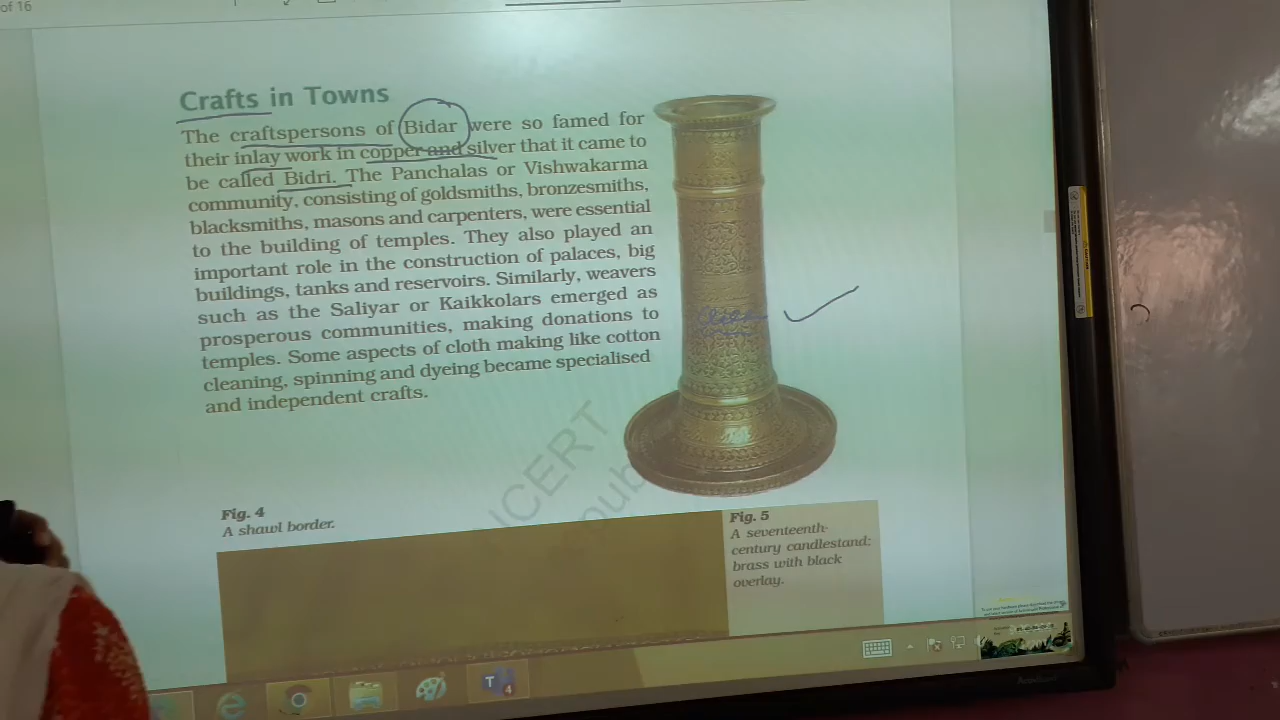 of 16
Crafts in Towns
The craftspersons of Bidar were so famed for
their inlay work in copper and silver that it came to
be called Bidri. The Panchalas or Vishwakarma
community, consisting of goldsmiths, bronzesmiths,
blacksmiths, masons and carpenters, were essential
to the building of temples. They also played an
important role in the construction of palaces, big
buildings, tanks and reservoirs. Similarly, weavers
such as the Saliyar or Kaikkolars emerged as
prosperous communities, making donations to
temples. Some aspects of cloth making like cotton
cleaning, spinning and dyeing became specialised
and independent crafts.
NCERT
Fig. 4
A shawl border.
Fig. 5
A seventeenth-
century candlestand;
brass with black
overlay.
T
4